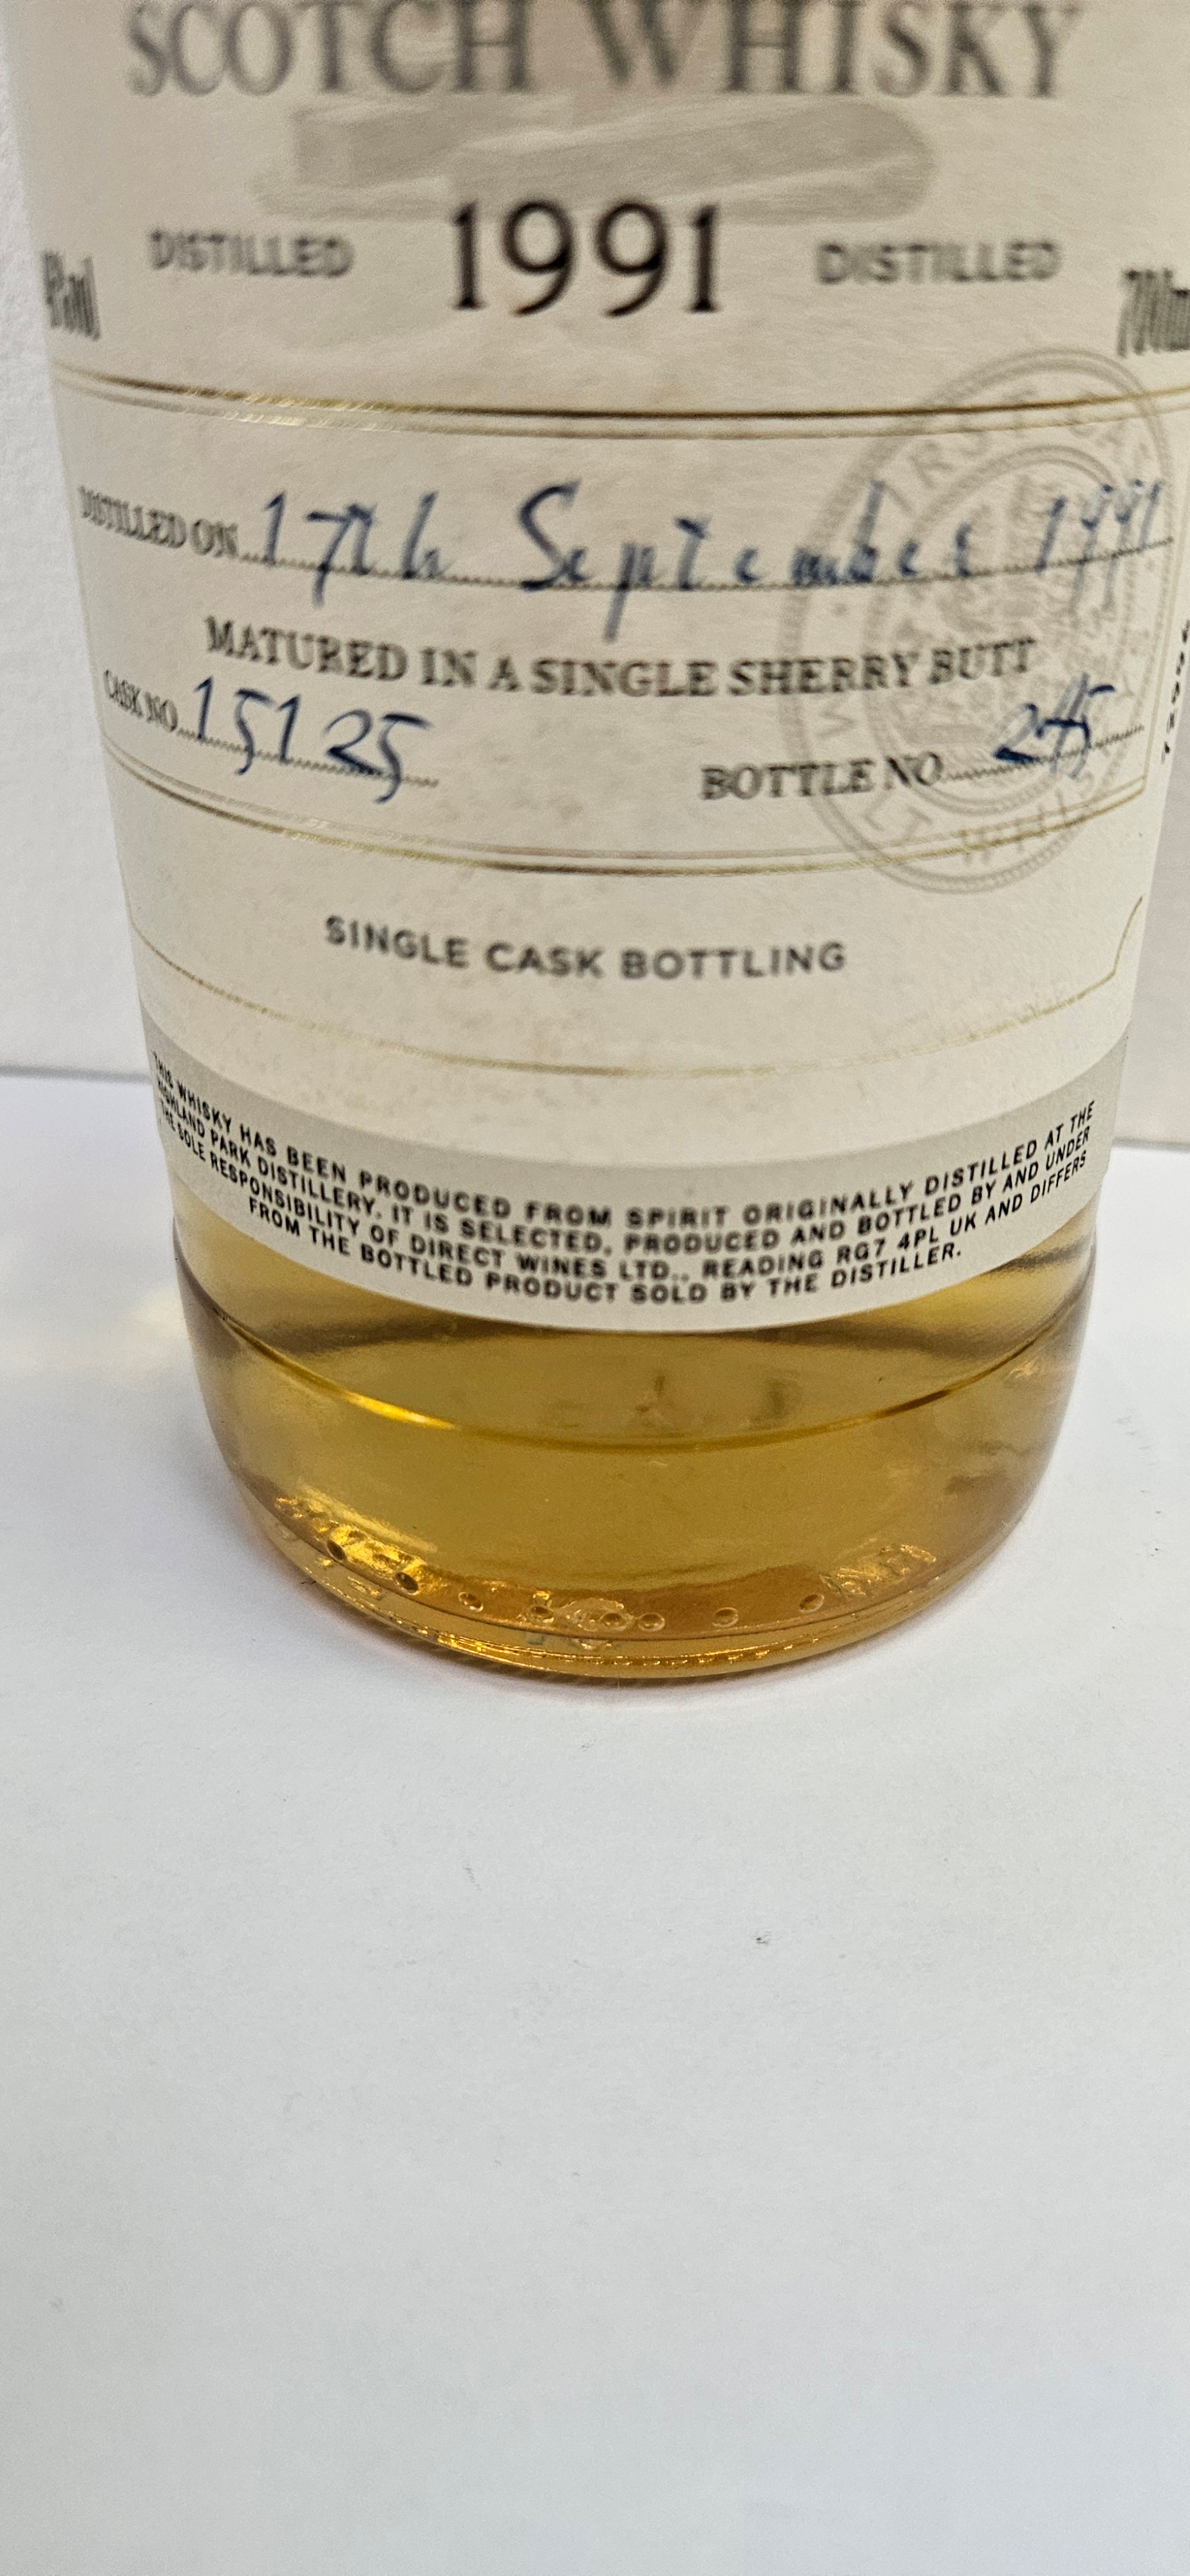 SCOTCH WHISKY
DISTILLED 1991 DISTILLED
DISTILLED ON 17th September 1991
MATURED IN A SINGLE SHERRY BUTT
CASK NO. 15125
BOTTLE NO. 245
SINGLE CASK BOTTLING
THIS WHISKY HAS BEEN PRODUCED FROM SPIRIT ORIGINALLY DISTILLED AT THE
HIGHLAND PARK DISTILLERY. IT IS SELECTED, PRODUCED AND BOTTLED BY AND UNDER
THE SOLE RESPONSIBILITY OF DIRECT WINES LTD., READING RG7 4PL UK AND DIFFERS
FROM THE BOTTLED PRODUCT SOLD BY THE DISTILLER.